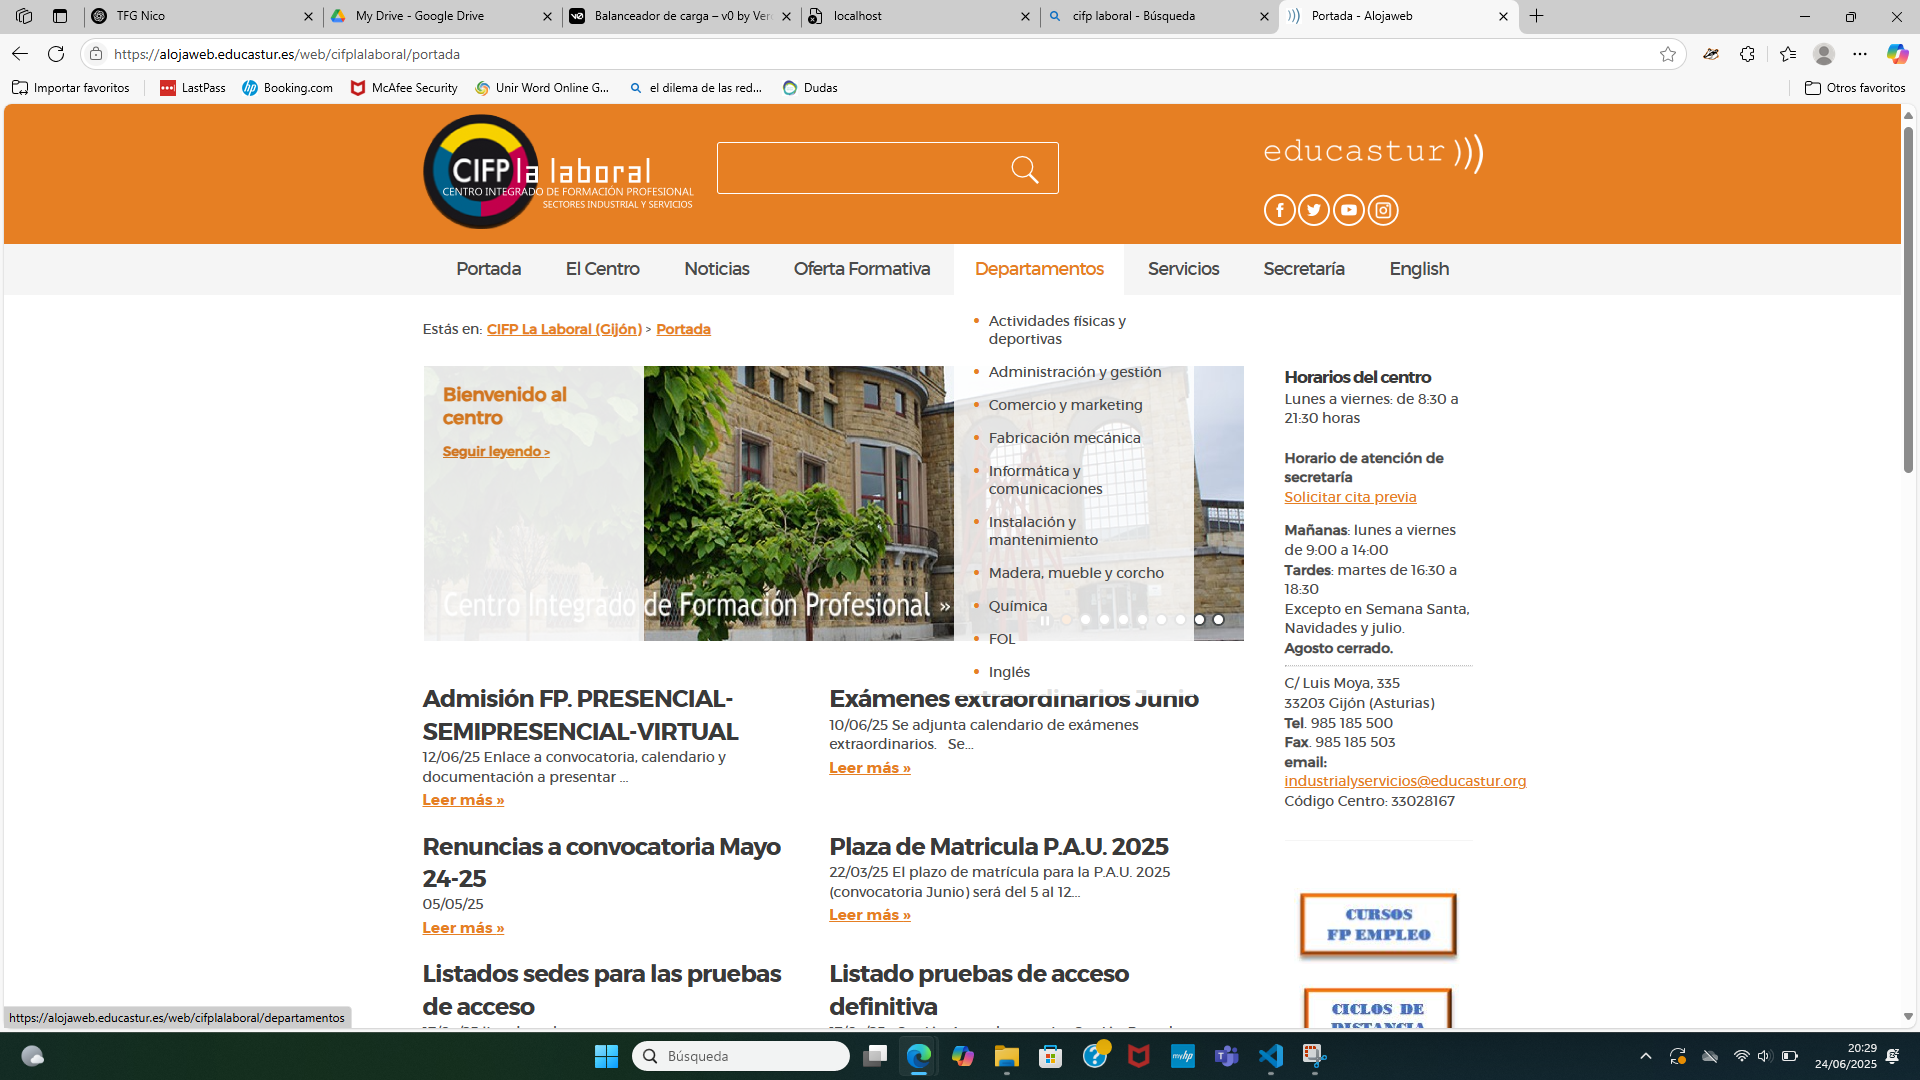 TFG Nico
My Drive - Google Drive
Balanceador de carga – v0 by Ver
localhost
cifp laboral - Búsqueda
Portada - Alojaweb
https://alojaweb.educastur.es/web/cifplalaboral/portada
Importar favoritos
LastPass
Booking.com
McAfee Security
Unir Word Online G...
el dilema de las red...
Dudas
Otros favoritos
CIFP la laboral
CENTRO INTEGRADO DE FORMACIÓN PROFESIONAL
SECTORES INDUSTRIAL Y SERVICIOS
educastur
Portada
El Centro
Noticias
Oferta Formativa
Departamentos
Servicios
Secretaría
English
Estás en: CIFP La Laboral (Gijón) > Portada
Actividades físicas y
deportivas
Administración y gestión
Comercio y marketing
Fabricación mecánica
Informática y
comunicaciones
Instalación y
mantenimiento
Madera, mueble y corcho
Química
FOL
Inglés
Bienvenido al
centro
Seguir leyendo >
Centro Integrado de Formación Profesional »
Horarios del centro
Lunes a viernes: de 8:30 a
21:30 horas
Horario de atención de
secretaría
Solicitar cita previa
Mañanas: lunes a viernes
de 9:00 a 14:00
Tardes: martes de 16:30 a
18:30
Excepto en Semana Santa,
Navidades y julio.
Agosto cerrado.
C/ Luis Moya, 335
33203 Gijón (Asturias)
Tel. 985 185 500
Fax. 985 185 503
email:
industrialyservicios@educastur.org
Código Centro: 33028167
Admisión FP. PRESENCIAL-
SEMIPRESENCIAL-VIRTUAL
12/06/25 Enlace a convocatoria, calendario y
documentación a presentar ...
Leer más »
Exámenes extraordinarios Junio
10/06/25 Se adjunta calendario de exámenes
extraordinarios. Se...
Leer más »
Renuncias a convocatoria Mayo
24-25
05/05/25
Leer más »
Plaza de Matricula P.A.U. 2025
22/03/25 El plazo de matrícula para la P.A.U. 2025
(convocatoria Junio) será del 5 al 12...
Leer más »
Listados sedes para las pruebas
de acceso
Listado pruebas de acceso
definitiva
CURSOS
FP EMPLEO
CICLOS DE
DISTANCIA
https://alojaweb.educastur.es/web/cifplalaboral/departamentos
Búsqueda
myhp
20:29
24/06/2025